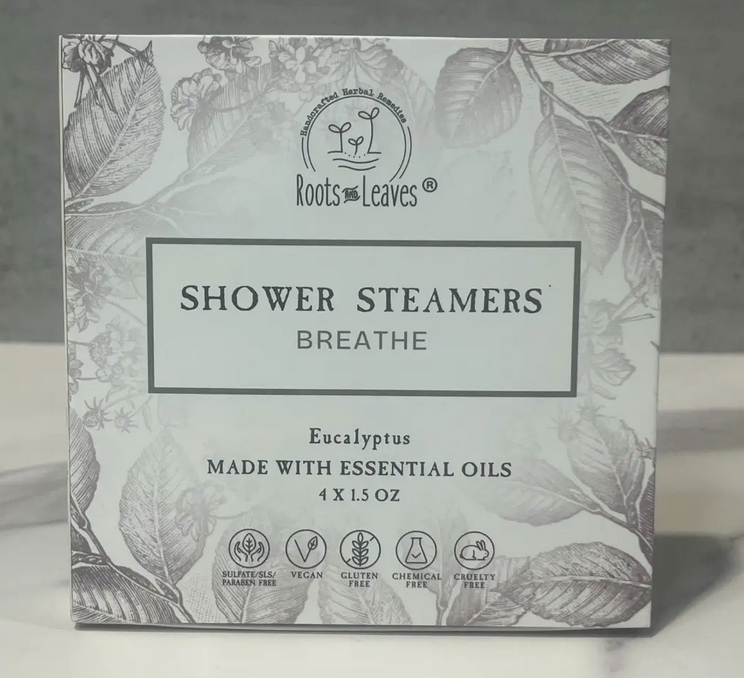 Handcrafted Herbal Remedies
Roots AND Leaves ®
SHOWER STEAMERS
BREATHE
Eucalyptus
MADE WITH ESSENTIAL OILS
4 X 1.5 OZ
SULFATE/SLS/ VEGAN GLUTEN CHEMICAL CRUELTY
PARABEN FREE FREE FREE FREE